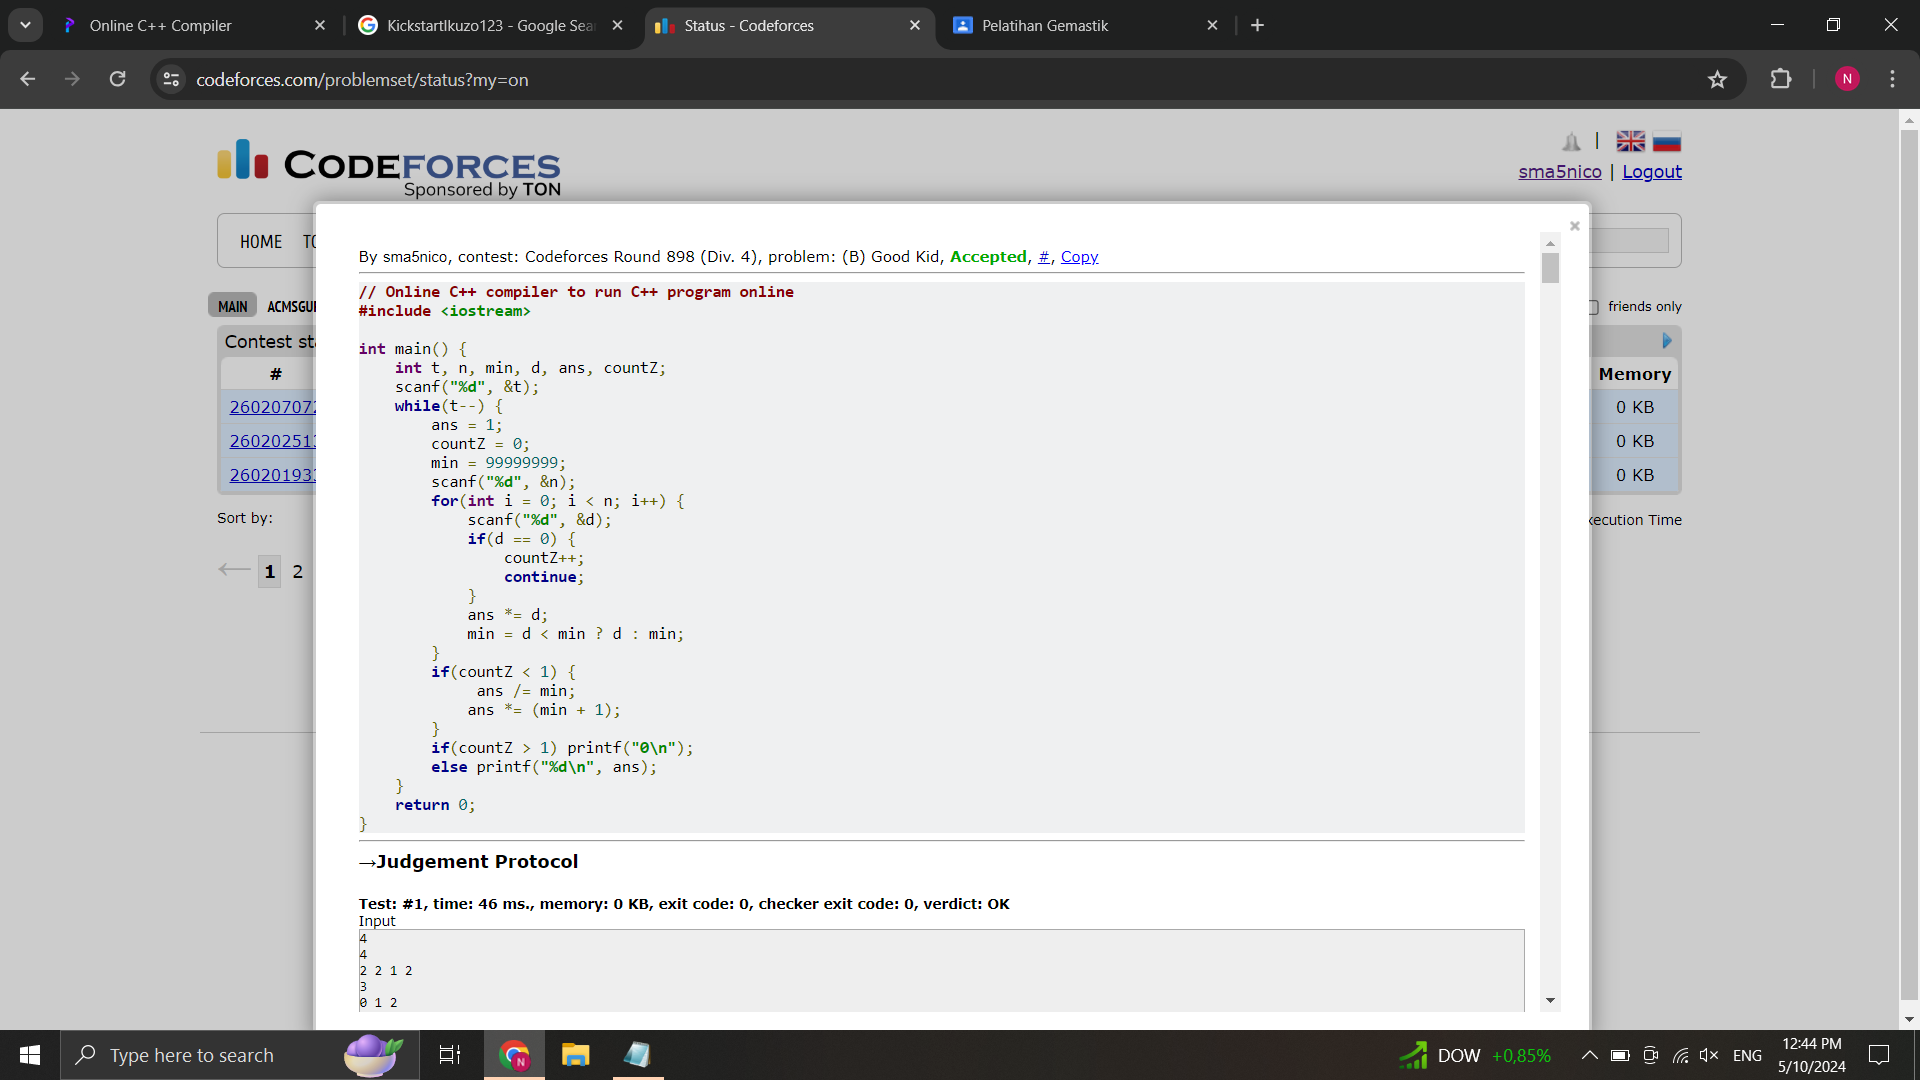 Online C++ Compiler
KickstartIkuzo123 - Google Sea
Status - Codeforces
Pelatihan Gemastik
codeforces.com/problemset/status?my=on
N
CODEFORCES
Sponsored by TON
sma5nico | Logout
HOME
MAIN
friends only
Contest
#
Memory
26020707
0 KB
26020251
0 KB
26020193
0 KB
Sort by:
Execution Time
1 2
By sma5nico, contest: Codeforces Round 898 (Div. 4), problem: (B) Good Kid, Accepted, #, Copy
// Online C++ compiler to run C++ program online
#include <iostream>
int main() {
int t, n, min, d, ans, countZ;
scanf("%d", &t);
while(t--) {
ans = 1;
countZ = 0;
min = 99999999;
scanf("%d", &n);
for(int i = 0; i < n; i++) {
scanf("%d", &d);
if(d == 0) {
countZ++;
continue;
}
ans *= d;
min = d < min ? d : min;
}
if(countZ < 1) {
ans /= min;
ans *= (min + 1);
}
if(countZ > 1) printf("0\n");
else printf("%d\n", ans);
}
return 0;
}
→Judgement Protocol
Test: #1, time: 46 ms., memory: 0 KB, exit code: 0, checker exit code: 0, verdict: OK
Input
4
4
2 2 1 2
3
0 1 2
Type here to search
N
DOW +0,85%
ENG
12:44 PM
5/10/2024